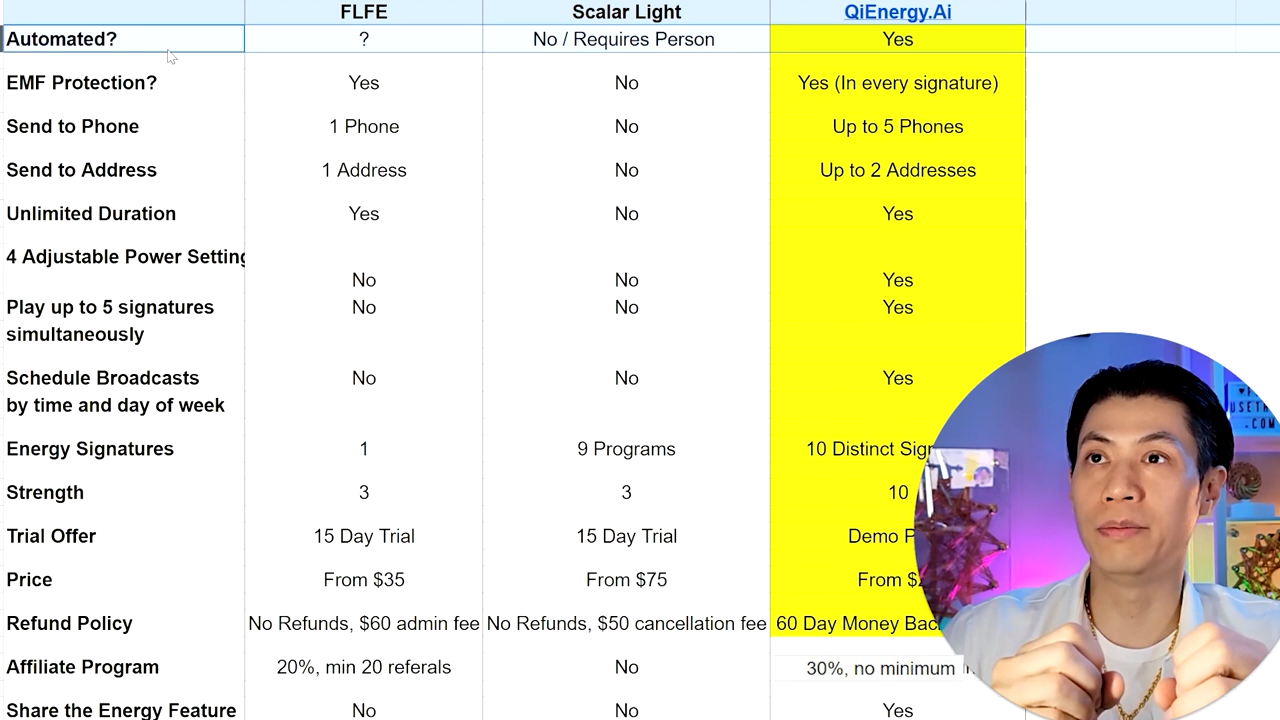 FLFE Scalar Light QiEnergy.Ai
Automated? ? No / Requires Person Yes
EMF Protection? Yes No Yes (In every signature)
Send to Phone 1 Phone No Up to 5 Phones
Send to Address 1 Address No Up to 2 Addresses
Unlimited Duration Yes No Yes
4 Adjustable Power Setting
No No Yes
Play up to 5 signatures No No Yes
simultaneously
Schedule Broadcasts No No Yes
by time and day of week
Energy Signatures 1 9 Programs 10 Distinct
Strength 3 3 10
Trial Offer 15 Day Trial 15 Day Trial Demo
Price From $35 From $75 From
Refund Policy No Refunds, $60 admin fee No Refunds, $50 cancellation fee 60 Day Money
Affiliate Program 20%, min 20 referals No 30%, no minimum
Share the Energy Feature No No Yes
.COM